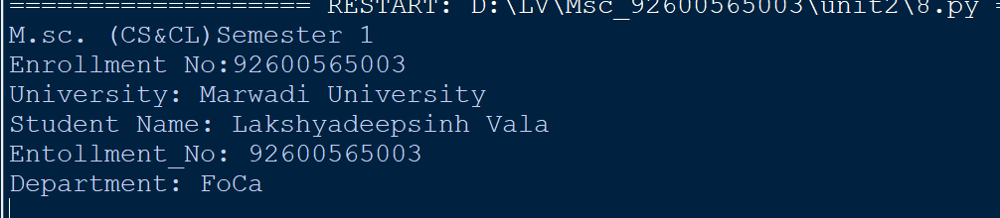 ==================== RESTART: D:\LV\Msc_92600565003\unit2\8.py =
M.sc. (CS&CL)Semester 1
Enrollment No:92600565003
University: Marwadi University
Student Name: Lakshyadeepsinh Vala
Entollment_No: 92600565003
Department: FoCa